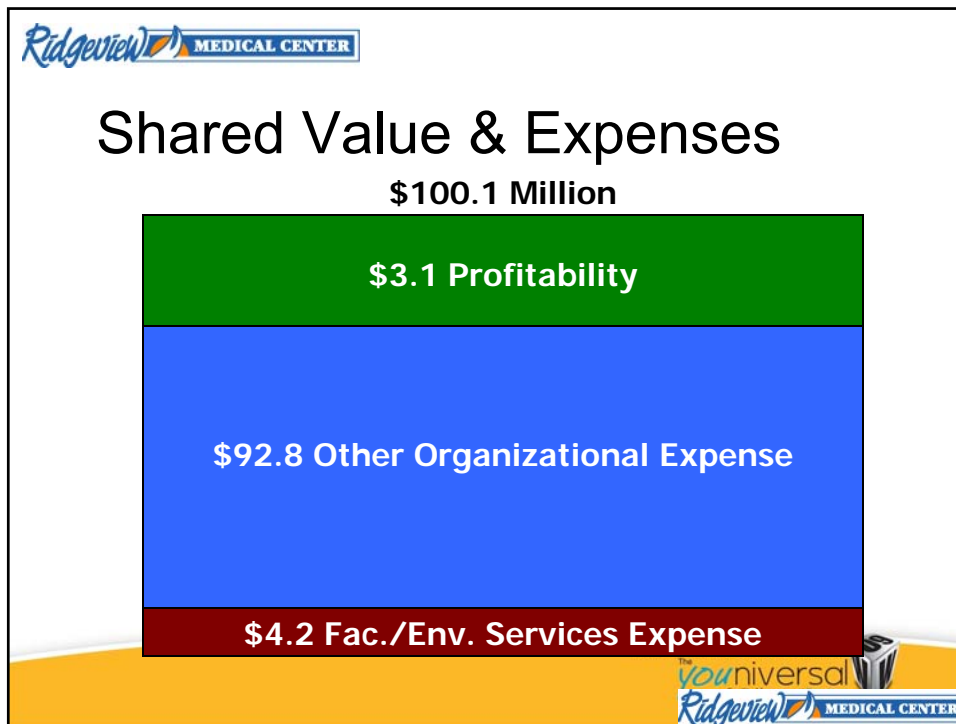 Ridgeview MEDICAL CENTER
Shared Value & Expenses
$100.1 Million
$3.1 Profitability
$92.8 Other Organizational Expense
$4.2 Fac./Env. Services Expense
The
youniversal
Ridgeview MEDICAL CENTER